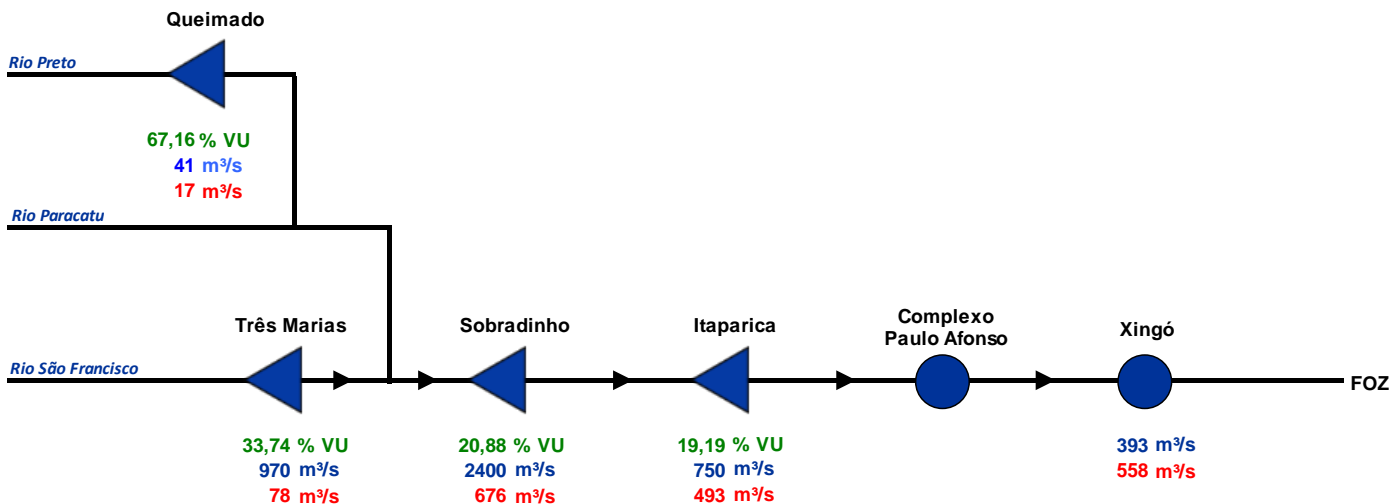 Queimado
Rio Preto
67,16 % VU
41 m³/s
17 m³/s
Rio Paracatu
Três Marias
Sobradinho
Itaparica
Complexo
Paulo Afonso
Xingó
Rio São Francisco
FOZ
33,74 % VU
970 m³/s
78 m³/s
20,88 % VU
2400 m³/s
676 m³/s
19,19 % VU
750 m³/s
493 m³/s
393 m³/s
558 m³/s